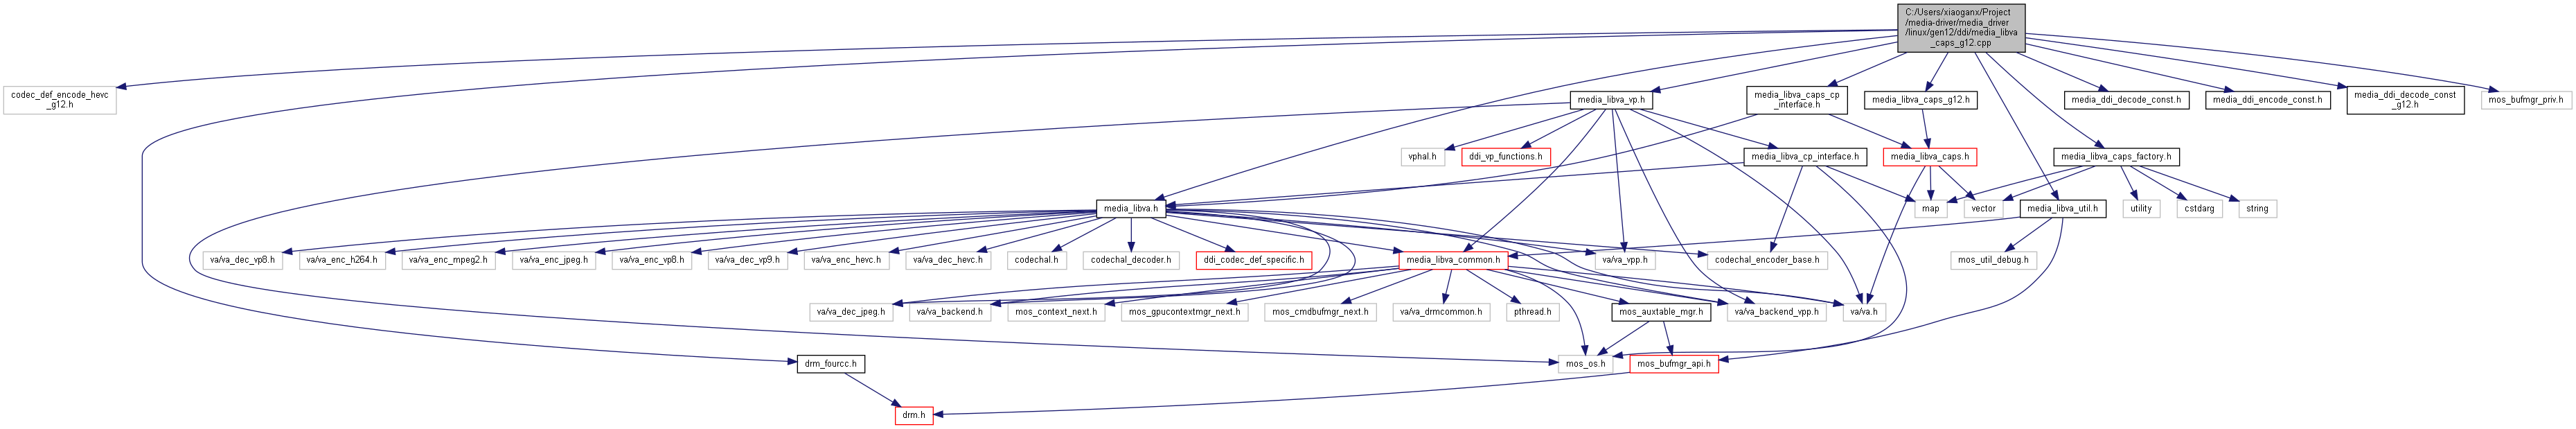 C:/Users/xiaoganx/Project
/media-driver/media_driver
/linux/gen12/ddi/media_libva
_caps_g12.cpp
codec_def_encode_hevc
_g12.h
media_libva_vp.h
media_libva_caps_cp
_interface.h
media_libva_caps_g12.h
media_ddi_decode_const.h
media_ddi_encode_const.h
media_ddi_decode_const
_g12.h
mos_bufmgr_priv.h
vphal.h
ddi_vp_functions.h
media_libva_cp_interface.h
media_libva_caps.h
media_libva_caps_factory.h
media_libva.h
map
vector
media_libva_util.h
utility
cstdarg
string
va/va_dec_vp8.h
va/va_enc_h264.h
va/va_enc_mpeg2.h
va/va_enc_jpeg.h
va/va_enc_vp8.h
va/va_dec_vp9.h
va/va_enc_hevc.h
va/va_dec_hevc.h
codechal.h
codechal_decoder.h
ddi_codec_def_specific.h
media_libva_common.h
va/va_vpp.h
codechal_encoder_base.h
mos_util_debug.h
va/va_dec_jpeg.h
va/va_backend.h
mos_context_next.h
mos_gpucontextmgr_next.h
mos_cmdbufmgr_next.h
va/va_drmcommon.h
pthread.h
mos_auxtable_mgr.h
va/va_backend_vpp.h
va/va.h
drm_fourcc.h
mos_os.h
mos_bufmgr_api.h
drm.h